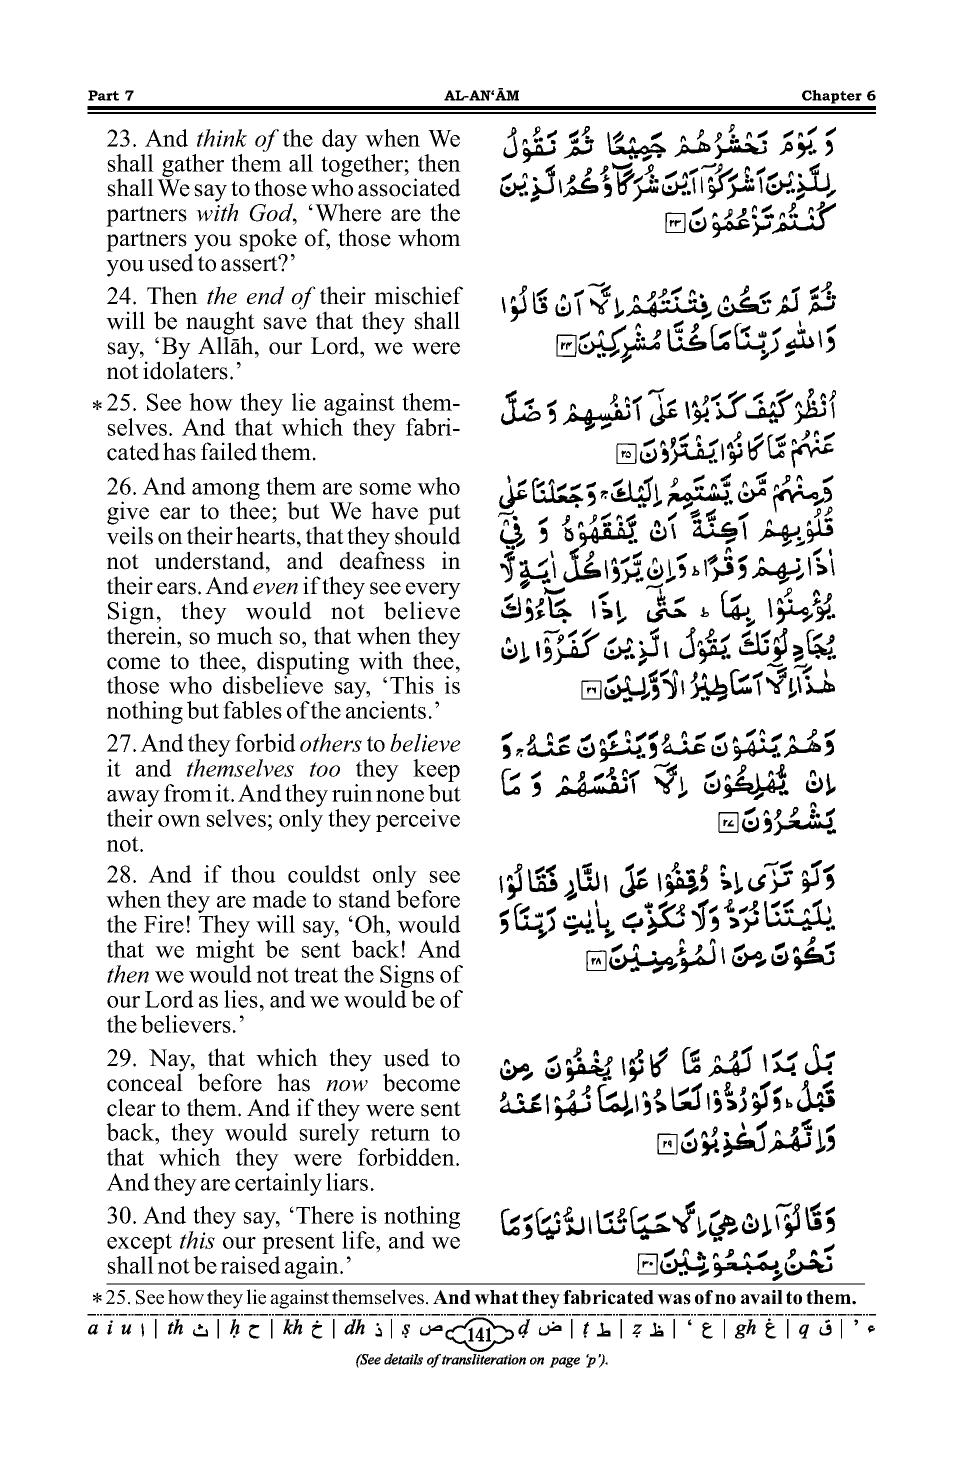 Part 7 AL-AN‘ĀM Chapter 6
23. And think of the day when We
shall gather them all together; then
shall We say to those who associated
partners with God, ‘Where are the
partners you spoke of, those whom
you used to assert?’
وَ يَوْمَ نَحْشُرُهُمْ جَمِيْعًا ثُمَّ نَقُوْلُ
لِلَّذِيْنَ اَشْرَكُوْۤا اَيْنَ شُرَكَآؤُكُمُ الَّذِيْنَ
كُنْتُمْ تَزْعُمُوْنَ ۲۳
24. Then the end of their mischief
will be naught save that they shall
say, ‘By Allāh, our Lord, we were
not idolaters.’
ثُمَّ لَمْ تَكُنْ فِتْنَتُهُمْ اِلَّاۤ اَنْ قَالُوْا
وَ اللّٰهِ رَبِّنَا مَا كُنَّا مُشْرِكِيْنَ ۲۴
*25. See how they lie against them-
selves. And that which they fabri-
cated has failed them.
اُنْظُرْ كَيْفَ كَذَبُوْا عَلٰۤى اَنْفُسِهِمْ وَ ضَلَّ
عَنْهُمْ مَّا كَانُوْا يَفْتَرُوْنَ ۲۵
26. And among them are some who
give ear to thee; but We have put
veils on their hearts, that they should
not understand, and deafness in
their ears. And even if they see every
Sign, they would not believe
therein, so much so, that when they
come to thee, disputing with thee,
those who disbelieve say, ‘This is
nothing but fables of the ancients.’
وَمِنْهُمْ مَّنْ يَّسْتَمِعُ اِلَيْكَ ۚ وَجَعَلْنَا عَلٰى
قُلُوْبِهِمْ اَكِنَّةً اَنْ يَّفْقَهُوْهُ وَ فِيْۤ
اٰذَانِهِمْ وَقْرًا ؕ وَاِنْ يَّرَوْا كُلَّ اٰيَةٍ لَّا
يُؤْمِنُوْا بِهَا ؕ حَتّٰۤى اِذَا جَآءُوْكَ
يُجَادِلُوْنَكَ يَقُوْلُ الَّذِيْنَ كَفَرُوْۤا اِنْ
هٰذَاۤ اِلَّاۤ اَسَاطِيْرُ الْاَوَّلِيْنَ ۲۶
27. And they forbid others to believe
it and themselves too they keep
away from it. And they ruin none but
their own selves; only they perceive
not.
وَهُمْ يَنْهَوْنَ عَنْهُ وَيَنْـَٔوْنَ عَنْهُ ۚ وَ
اِنْ يُّهْلِكُوْنَ اِلَّاۤ اَنْفُسَهُمْ وَ مَا
يَشْعُرُوْنَ ۲۷
28. And if thou couldst only see
when they are made to stand before
the Fire! They will say, ‘Oh, would
that we might be sent back! And
then we would not treat the Signs of
our Lord as lies, and we would be of
the believers.’
وَلَوْ تَرٰۤى اِذْ وُقِفُوْا عَلَى النَّارِ فَقَالُوْا
يٰلَيْتَنَا نُرَدُّ وَلَا نُكَذِّبَ بِاٰيٰتِ رَبِّنَا وَ
نَكُوْنَ مِنَ الْمُؤْمِنِيْنَ ۲۸
29. Nay, that which they used to
conceal before has now become
clear to them. And if they were sent
back, they would surely return to
that which they were forbidden.
And they are certainly liars.
بَلْ بَدَا لَهُمْ مَّا كَانُوْا يُخْفُوْنَ مِنْ
قَبْلُ ؕ وَلَوْ رُدُّوْا لَعَادُوْا لِمَا نُهُوْا عَنْهُ
وَاِنَّهُمْ لَكٰذِبُوْنَ ۲۹
30. And they say, ‘There is nothing
except this our present life, and we
shall not be raised again.’
وَقَالُوْۤا اِنْ هِيَ اِلَّا حَيَاتُنَا الدُّنْيَا وَمَا
نَحْنُ بِمَبْعُوْثِيْنَ ۳۰
*25. See how they lie against themselves. And what they fabricated was of no avail to them.
a i u ا | th ث | ḥ ح | kh خ | dh ذ | ṣ ص 141 ḍ ض | ṭ ط | ẓ ظ | ‘ ع | gh غ | q ق | ’ ء
(See details of transliteration on page ‘p’).